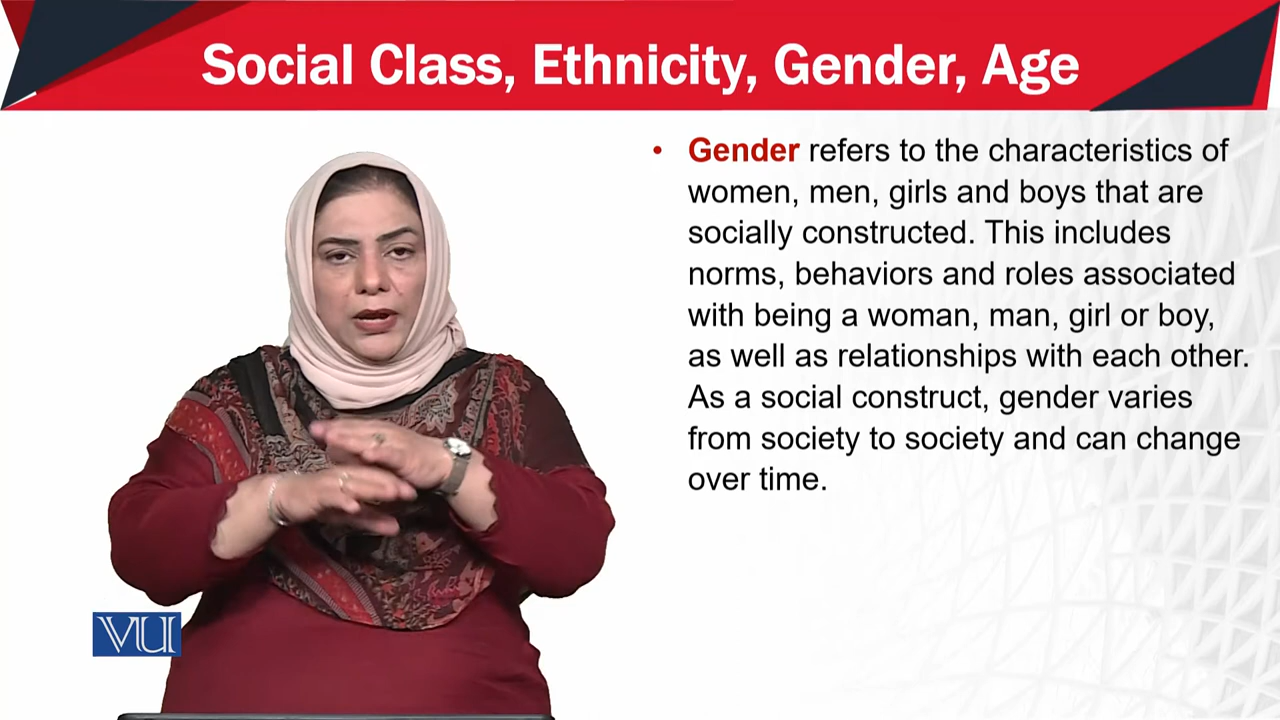 Social Class, Ethnicity, Gender, Age
• Gender refers to the characteristics of
women, men, girls and boys that are
socially constructed. This includes
norms, behaviors and roles associated
with being a woman, man, girl or boy,
as well as relationships with each other.
As a social construct, gender varies
from society to society and can change
over time.
VU